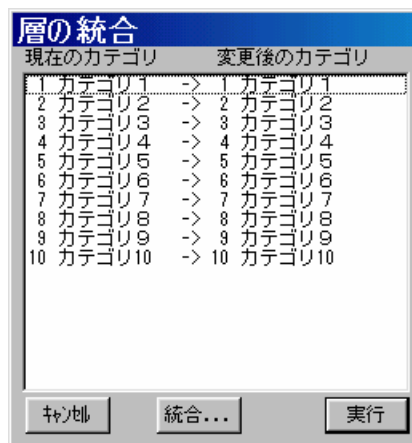 層の統合
現在のカテゴリ 変更後のカテゴリ
1 カテゴリ1 -> 1 カテゴリ1
2 カテゴリ2 -> 2 カテゴリ2
3 カテゴリ3 -> 3 カテゴリ3
4 カテゴリ4 -> 4 カテゴリ4
5 カテゴリ5 -> 5 カテゴリ5
6 カテゴリ6 -> 6 カテゴリ6
7 カテゴリ7 -> 7 カテゴリ7
8 カテゴリ8 -> 8 カテゴリ8
9 カテゴリ9 -> 9 カテゴリ9
10 カテゴリ10 -> 10 カテゴリ10
ｷｬﾝｾﾙ 統合... 実行